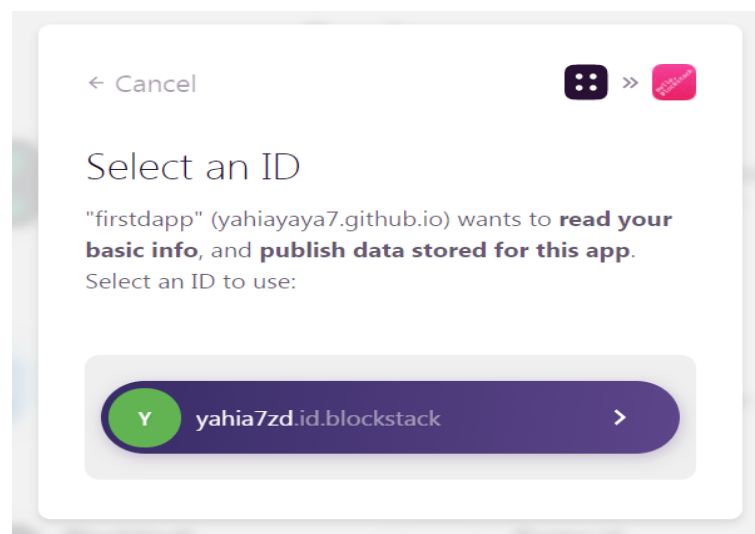 ← Cancel
»
Select an ID
"firstdapp" (yahiayaya7.github.io) wants to read your
basic info, and publish data stored for this app.
Select an ID to use:
Y yahia7zd.id.blockstack